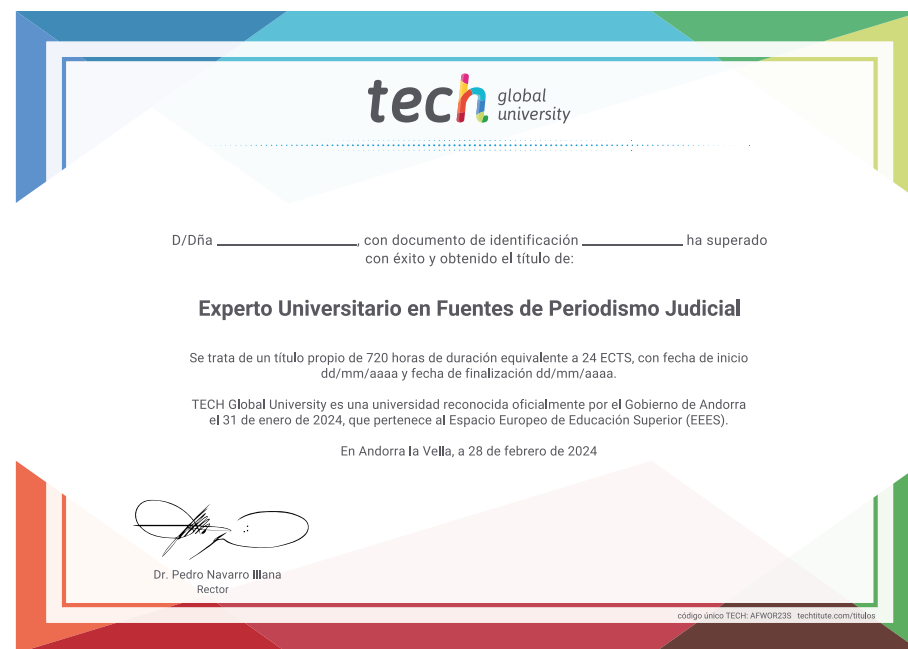 tech global university
D/Dña ____________________, con documento de identificación ______________ ha superado
con éxito y obtenido el título de:
Experto Universitario en Fuentes de Periodismo Judicial
Se trata de un título propio de 720 horas de duración equivalente a 24 ECTS, con fecha de inicio
dd/mm/aaaa y fecha de finalización dd/mm/aaaa.
TECH Global University es una universidad reconocida oficialmente por el Gobierno de Andorra
el 31 de enero de 2024, que pertenece al Espacio Europeo de Educación Superior (EEES).
En Andorra la Vella, a 28 de febrero de 2024
Dr. Pedro Navarro Illana
Rector
código único TECH: AFWOR23S techtitute.com/titulos